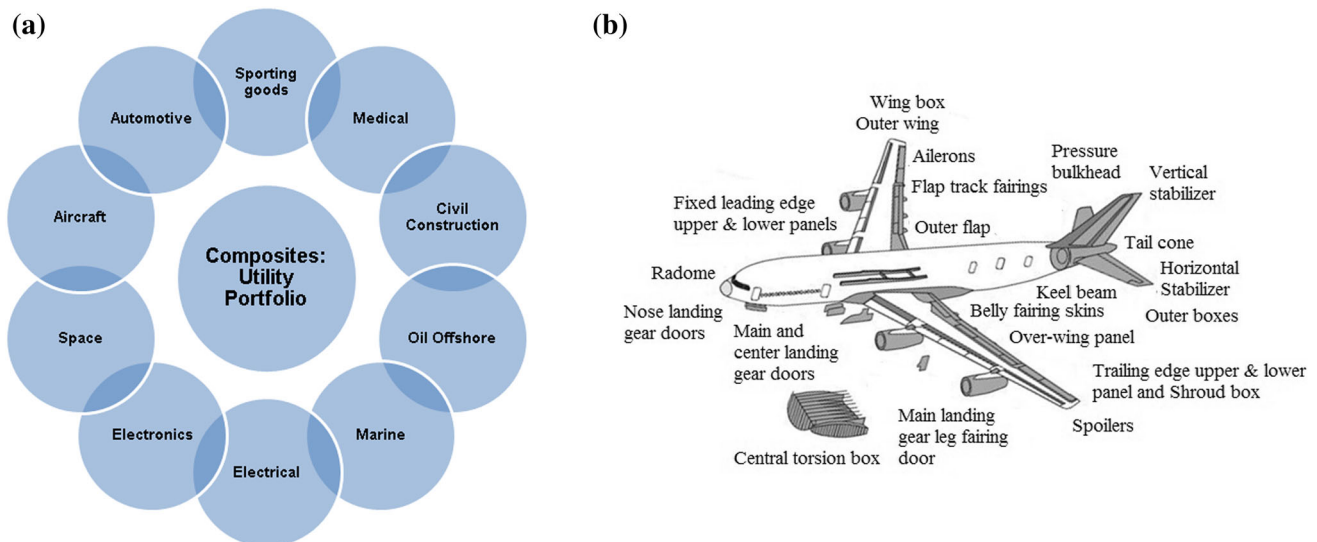 (a)
Sporting
goods
Medical
Civil
Construction
Oil Offshore
Marine
Electrical
Electronics
Space
Aircraft
Automotive
Composites:
Utility
Portfolio
(b)
Wing box
Outer wing
Ailerons
Flap track fairings
Outer flap
Fixed leading edge
upper & lower panels
Pressure
bulkhead
Vertical
stabilizer
Tail cone
Horizontal
Stabilizer
Outer boxes
Radome
Nose landing
gear doors
Main and
center landing
gear doors
Keel beam
Belly fairing skins
Over-wing panel
Trailing edge upper & lower
panel and Shroud box
Spoilers
Main landing
gear leg fairing
door
Central torsion box